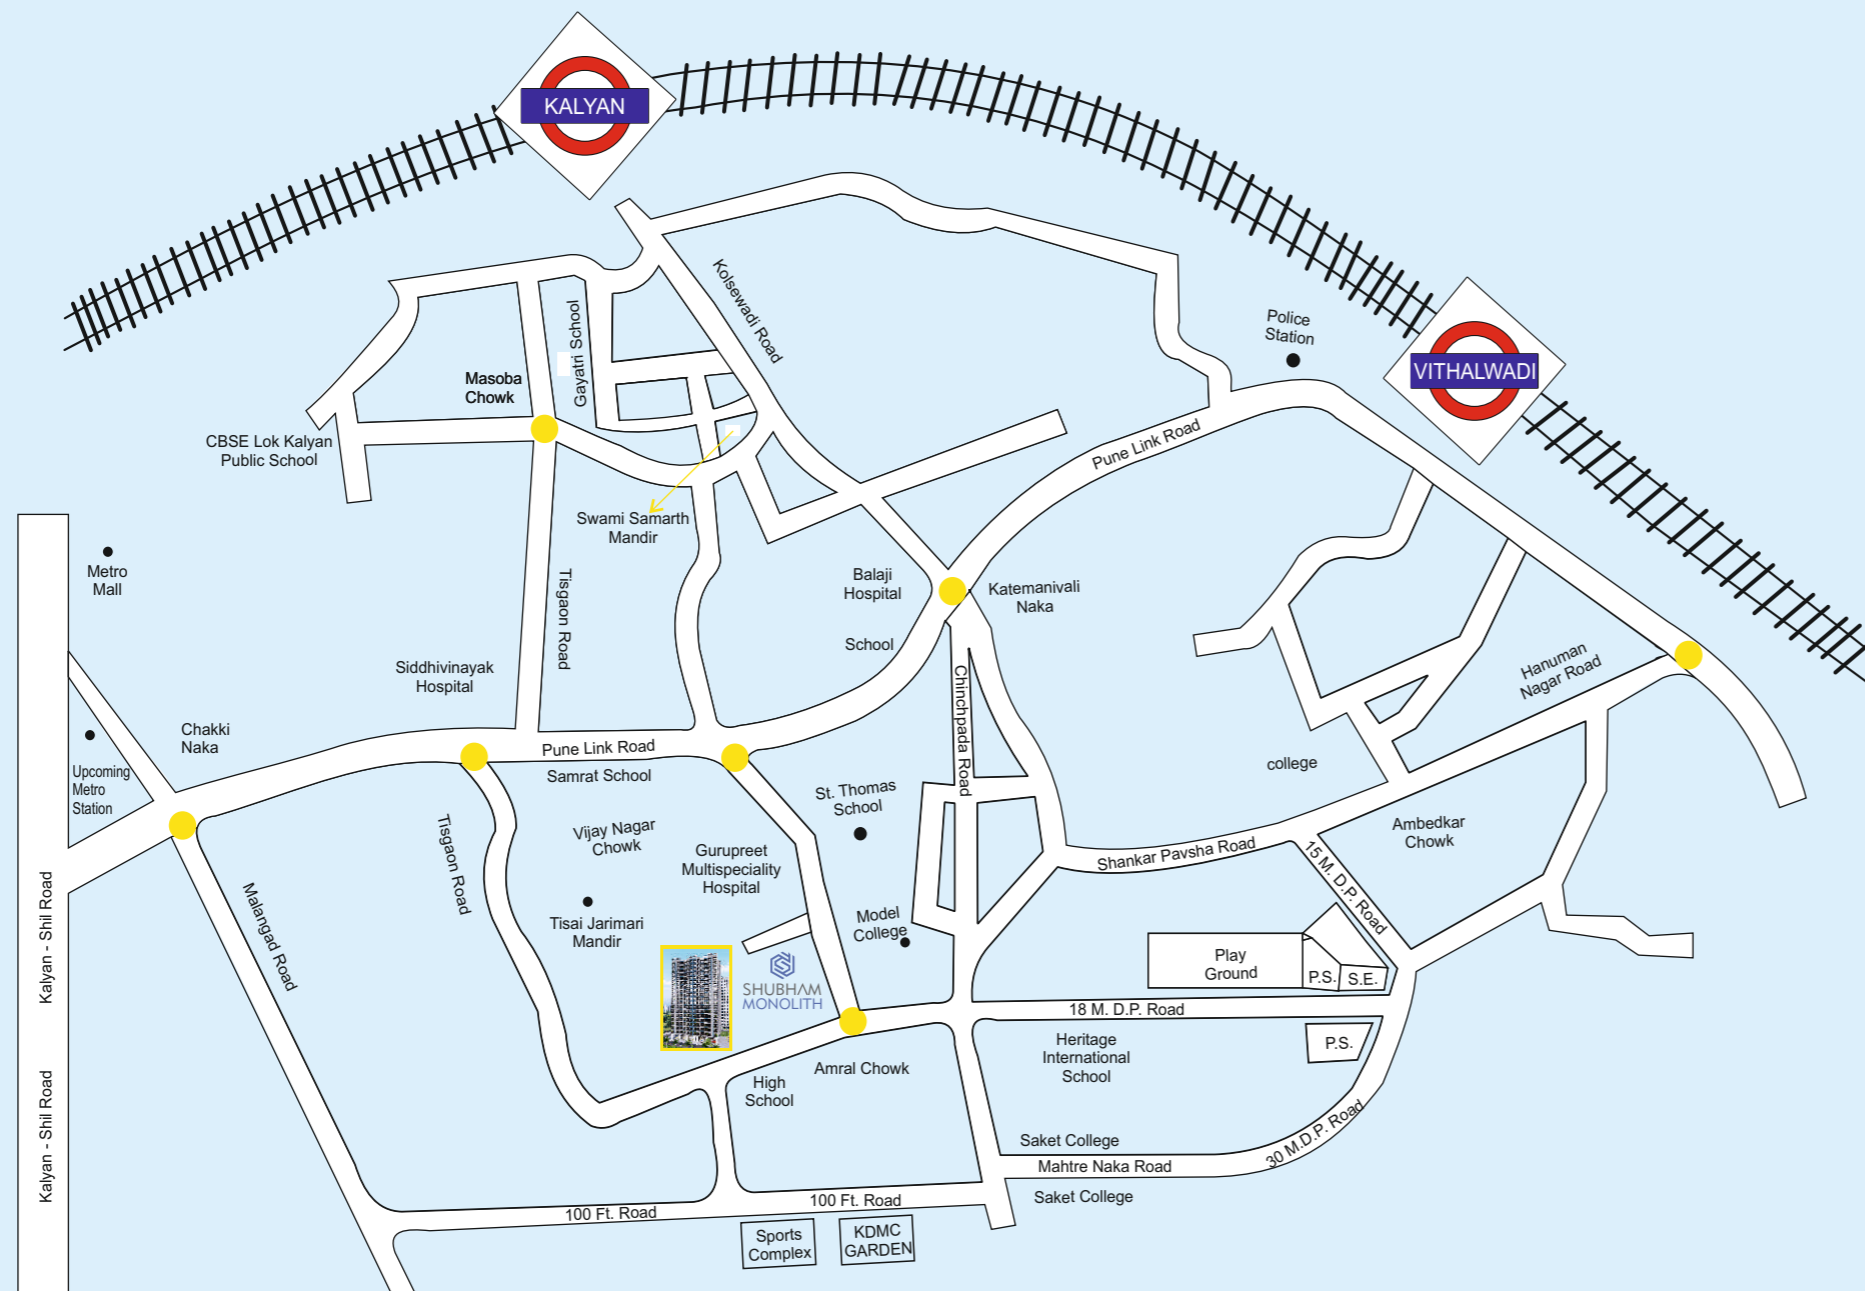 KALYAN
VITHALWADI
Kolsewadi Road
Gayatri School
Police
Station
Masoba
Chowk
CBSE Lok Kalyan
Public School
Pune Link Road
Swami Samarth
Mandir
Metro
Mall
Tisgaon Road
Balaji
Hospital
Katemanivali
Naka
School
Siddhivinayak
Hospital
Hanuman
Nagar Road
Chinchpada Road
Chakki
Naka
Upcoming
Metro
Station
Pune Link Road
Samrat School
college
St. Thomas
School
Vijay Nagar
Chowk
Tisgaon Road
Gurupreet
Multispeciality
Hospital
Ambedkar
Chowk
Shankar Pavsha Road
15 M. D.P. Road
Malangad Road
Kalyan - Shil Road
Tisai Jarimari
Mandir
Model
College
Play
Ground
P.S.
S.E.
SHUBHAM
MONOLITH
18 M. D.P. Road
P.S.
Heritage
International
School
Amral Chowk
High
School
Kalyan - Shil Road
Saket College
30 M.D.P. Road
Mahtre Naka Road
Saket College
100 Ft. Road
100 Ft. Road
Sports
Complex
KDMC
GARDEN